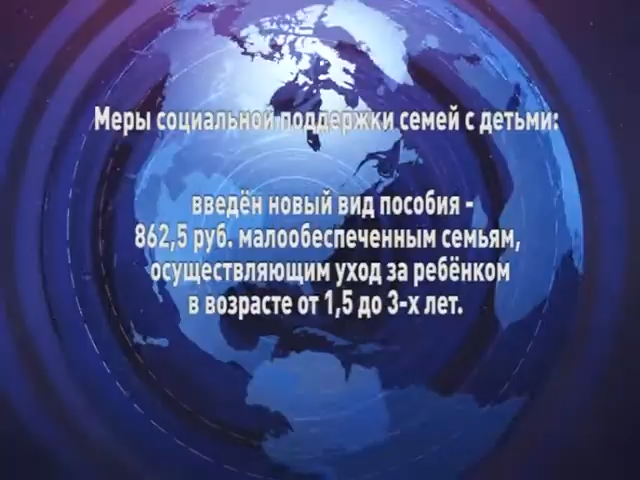 Меры социальной поддержки семей с детьми:
введён новый вид пособия -
862,5 руб. малообеспеченным семьям,
осуществляющим уход за ребёнком
в возрасте от 1,5 до 3-х лет.